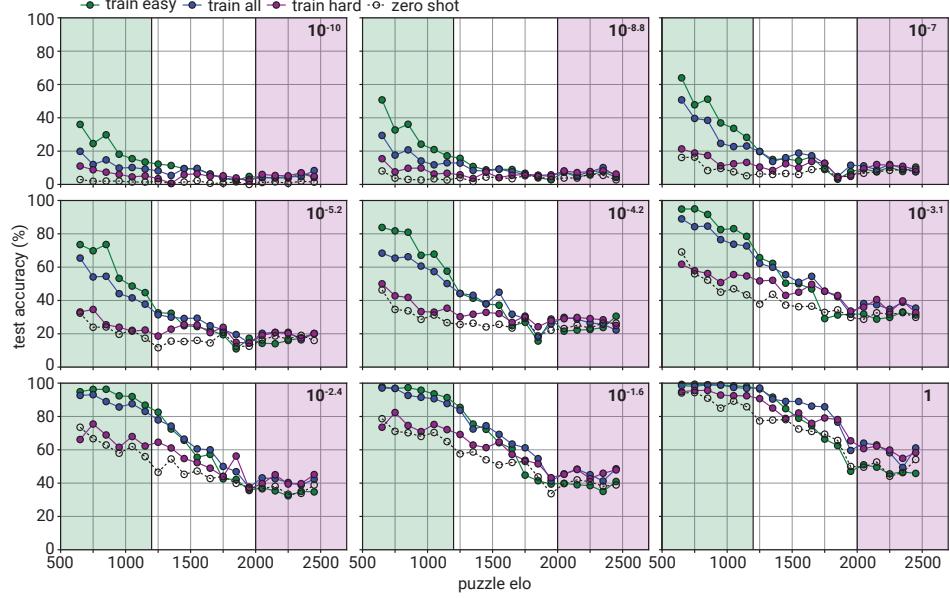 train easy train all train hard zero shot
100 10^-10 10^-8.8 10^-7
80
60
40
20
0
100 10^-5.2 10^-4.2 10^-3.1
80
60
40
20
0
test accuracy (%)
100 10^-2.4 10^-1.6 1
80
60
40
20
0
500 1000 1500 2000 500 1000 1500 2000 500 1000 1500 2000 2500
puzzle elo